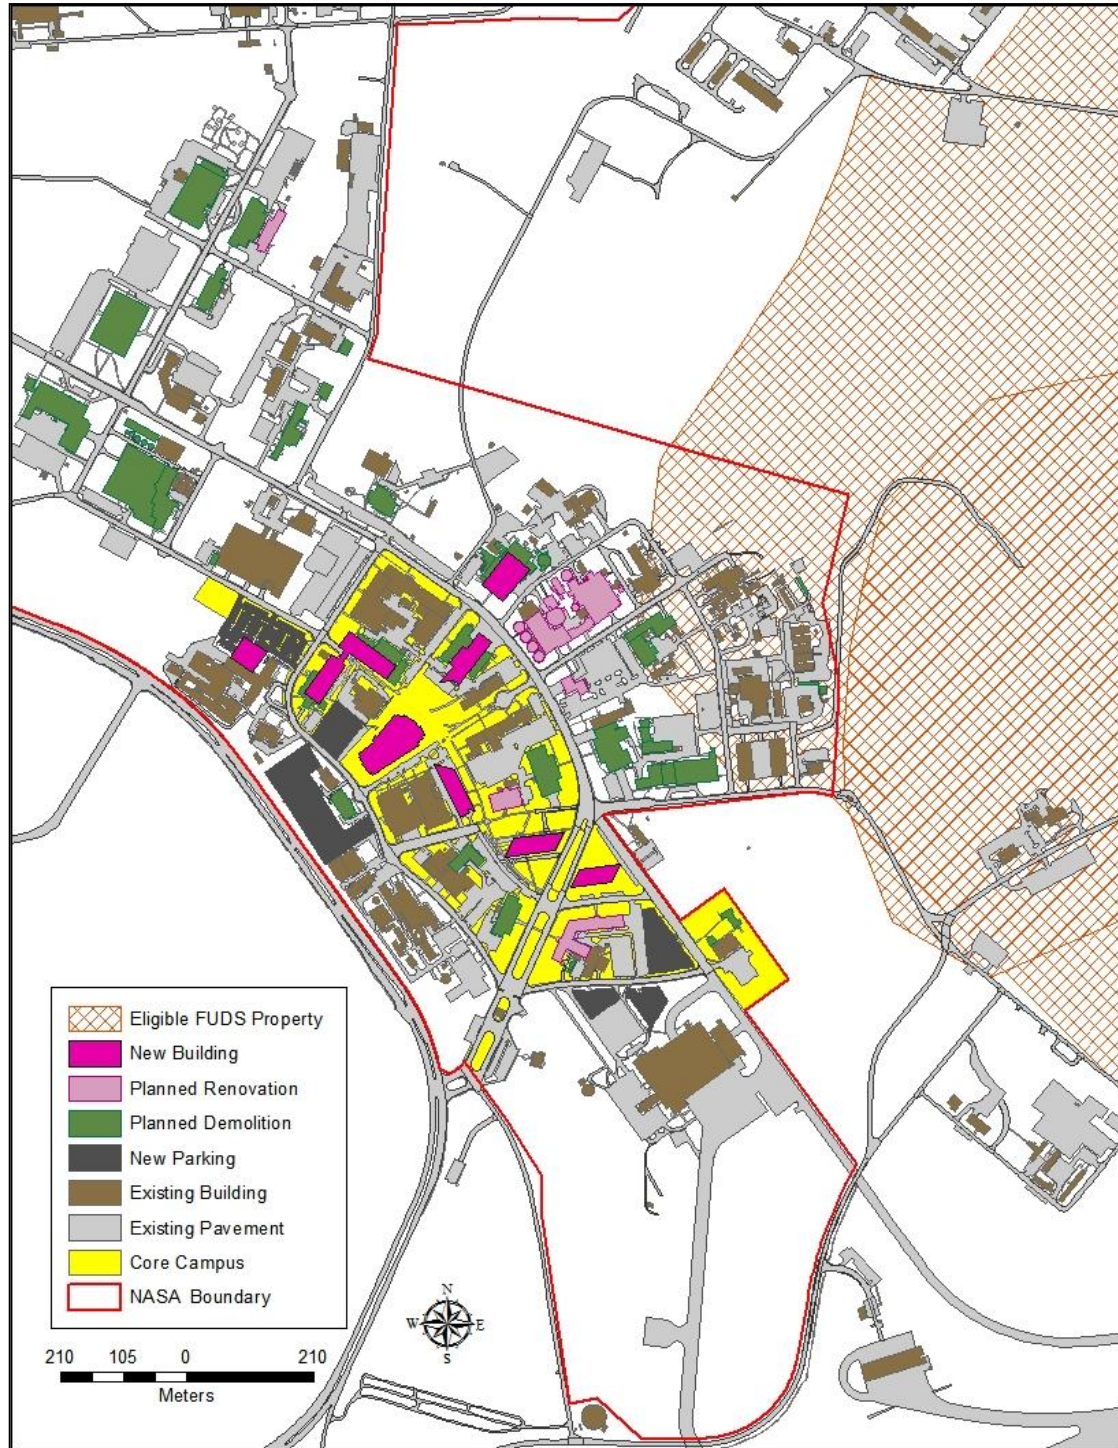 Eligible FUDS Property
New Building
Planned Renovation
Planned Demolition
New Parking
Existing Building
Existing Pavement
Core Campus
NASA Boundary
N
W E
S
210 105 0 210
Meters